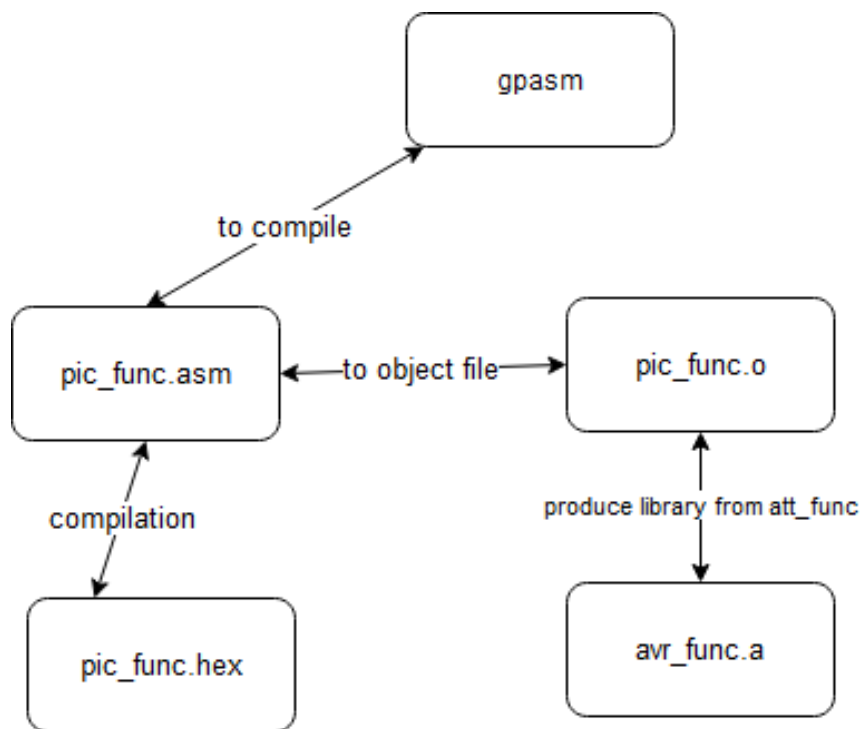 gpasm
to compile
pic_func.asm
to object file
pic_func.o
compilation
produce library from att_func
pic_func.hex
avr_func.a